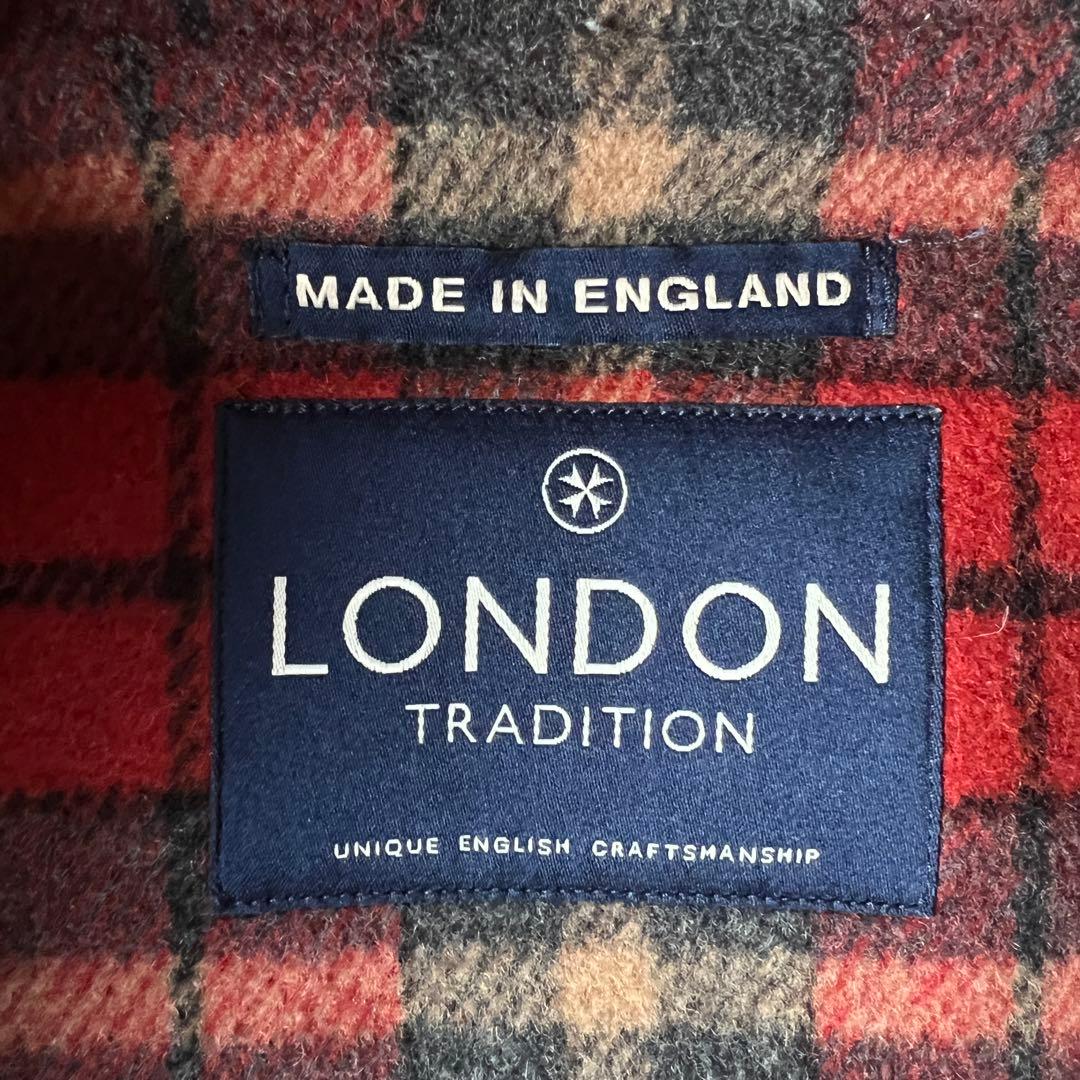 MADE IN ENGLAND
LONDON
TRADITION
UNIQUE ENGLISH CRAFTSMANSHIP